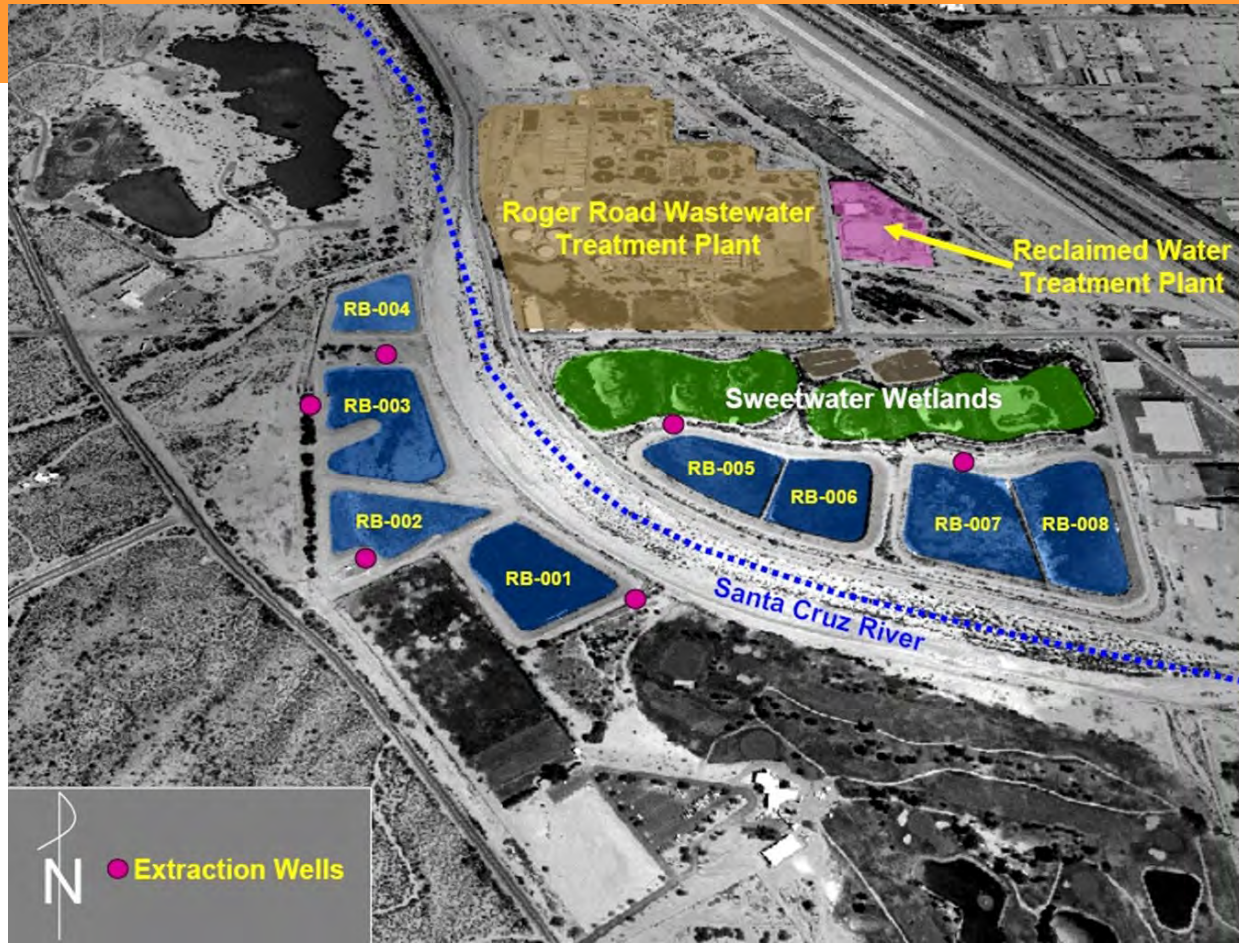 Roger Road Wastewater
Treatment Plant
Reclaimed Water
Treatment Plant
RB-004
RB-003
Sweetwater Wetlands
RB-005
RB-006
RB-007
RB-008
RB-002
RB-001
Santa Cruz River
N
Extraction Wells